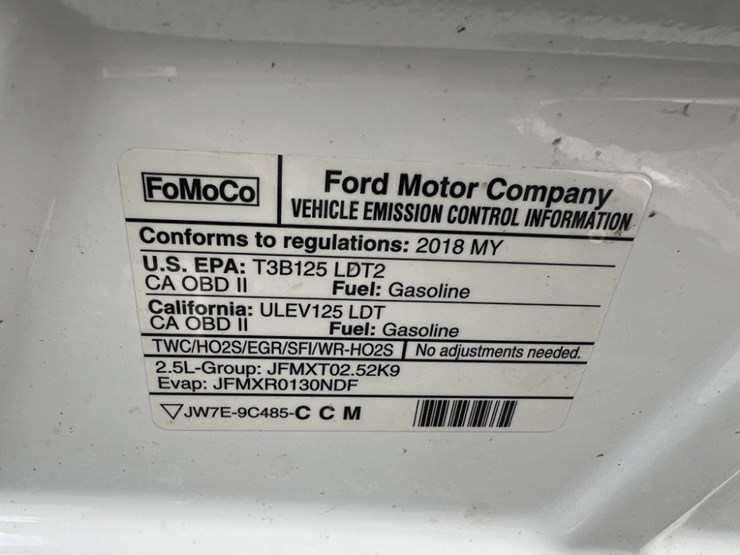 FoMoCo
Ford Motor Company
VEHICLE EMISSION CONTROL INFORMATION
Conforms to regulations: 2018 MY
U.S. EPA: T3B125 LDT2
CA OBD II Fuel: Gasoline
California: ULEV125 LDT
CA OBD II Fuel: Gasoline
TWC/HO2S/EGR/SFI/WR-HO2S No adjustments needed.
2.5L-Group: JFMXT02.52K9
Evap: JFMXR0130NDF
▽JW7E-9C485-C C M